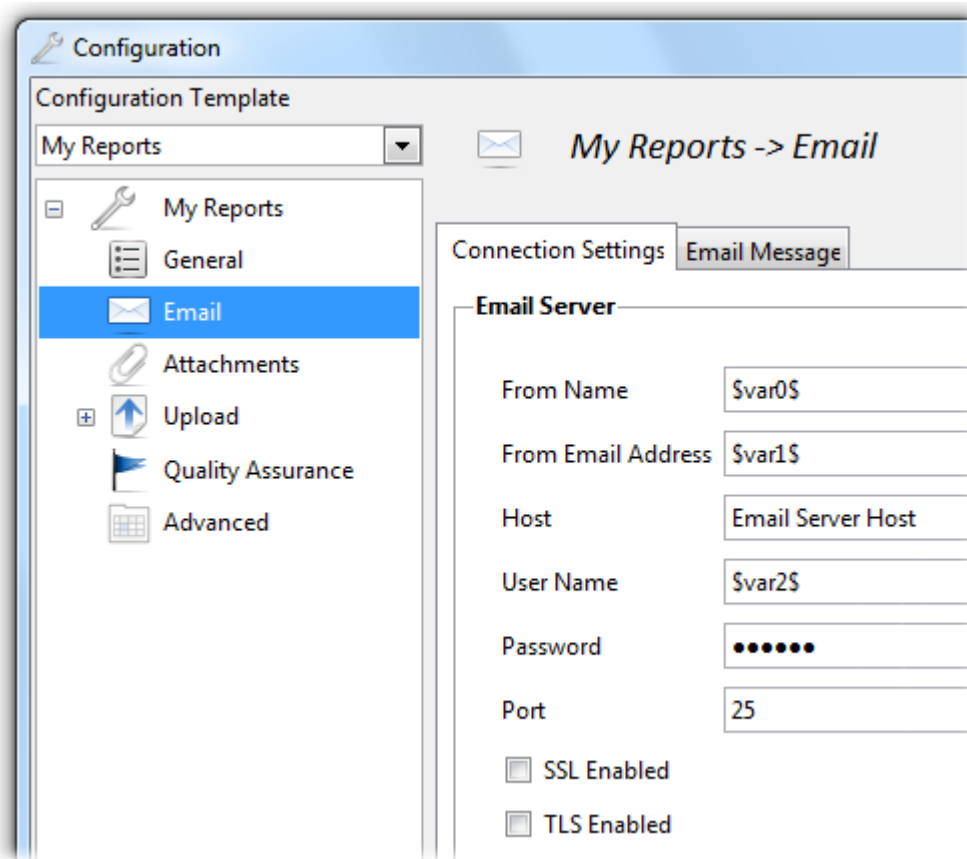 Configuration
Configuration Template
My Reports
My Reports -> Email
My Reports
General
Email
Attachments
Upload
Quality Assurance
Advanced
Connection Settings
Email Message
Email Server
From Name
$var0$
From Email Address
$var1$
Host
Email Server Host
User Name
$var2$
Password
••••••
Port
25
SSL Enabled
TLS Enabled